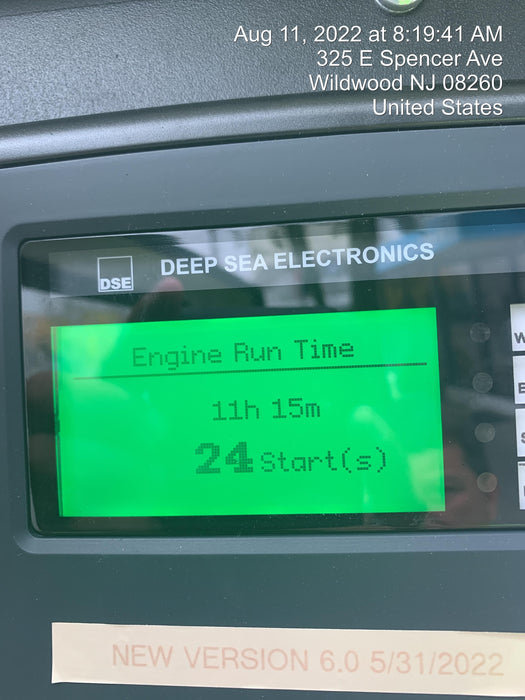 Aug 11, 2022 at 8:19:41 AM
325 E Spencer Ave
Wildwood NJ 08260
United States
DSE
DEEP SEA ELECTRONICS
Engine Run Time
11h 15m
24 Start(s)
NEW VERSION 6.0 5/31/2022